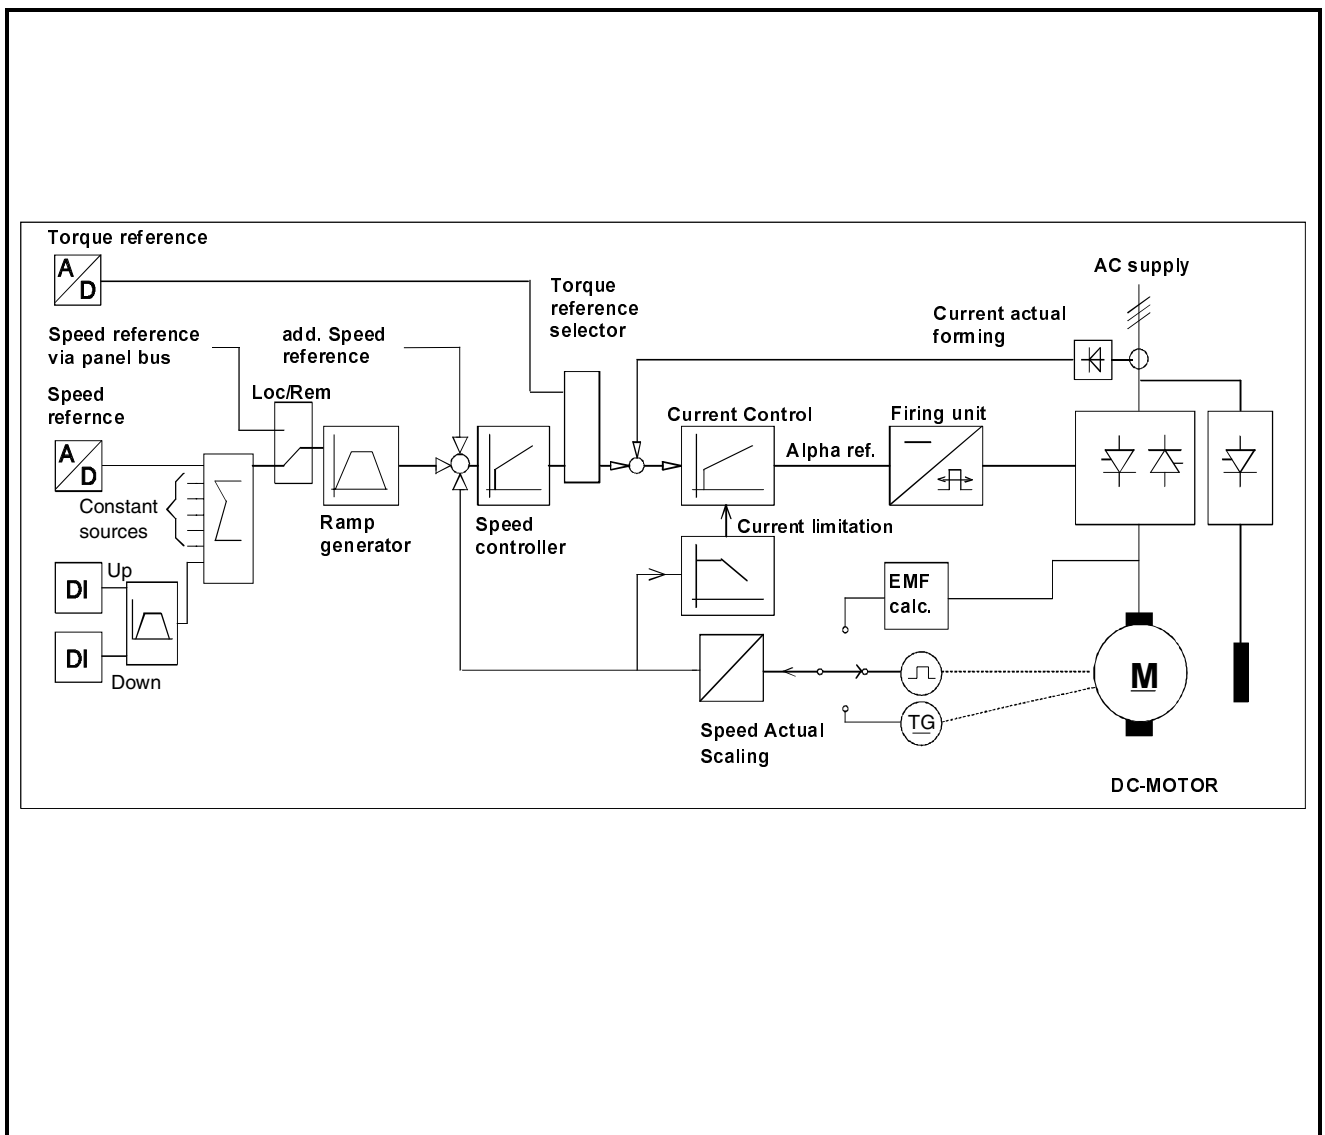 Torque reference
A
D
AC supply
Torque
reference
selector
Current actual
forming
Speed reference
via panel bus
add. Speed
reference
Loc/Rem
Speed
refernce
A
D
Constant
sources
Current Control
Firing unit
Alpha ref.
Ramp
generator
Speed
controller
Current limitation
Up
DI
DI
Down
EMF
calc.
M
TG
Speed Actual
Scaling
DC-MOTOR